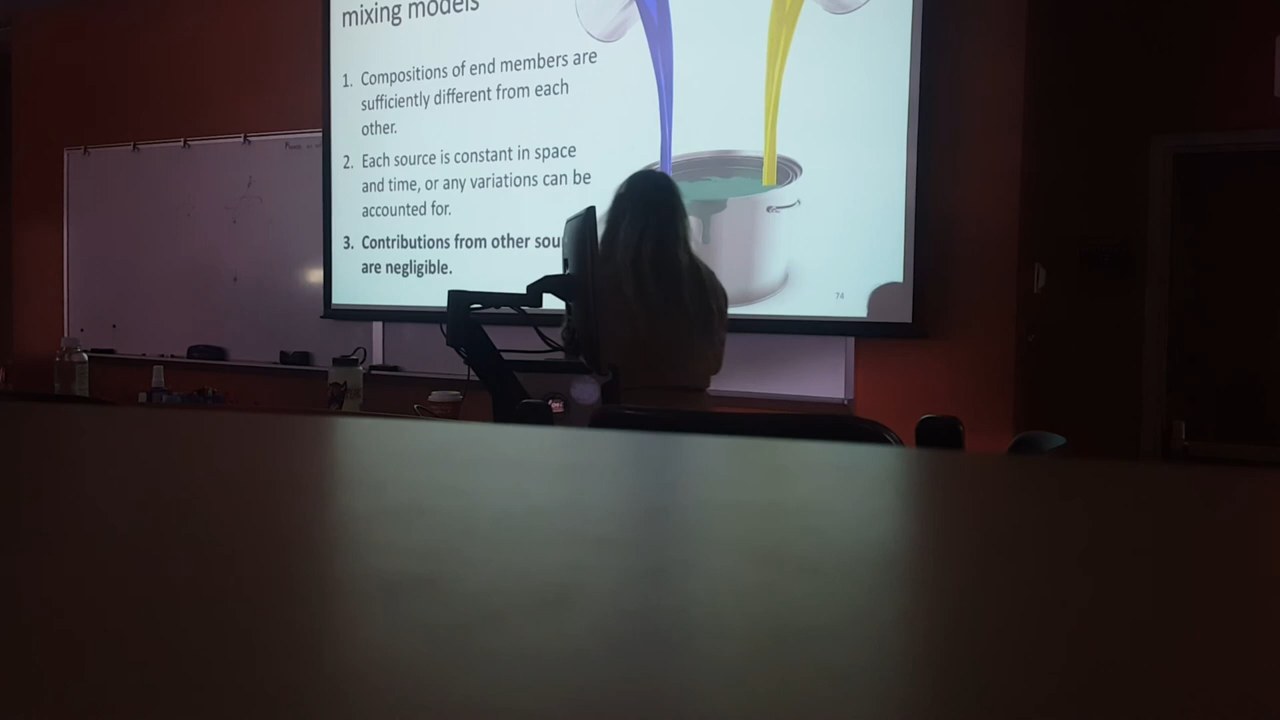 mixing models
1. Compositions of end members are
sufficiently different from each
other.
2. Each source is constant in space
and time, or any variations can be
accounted for.
3. Contributions from other
are negligible.
74